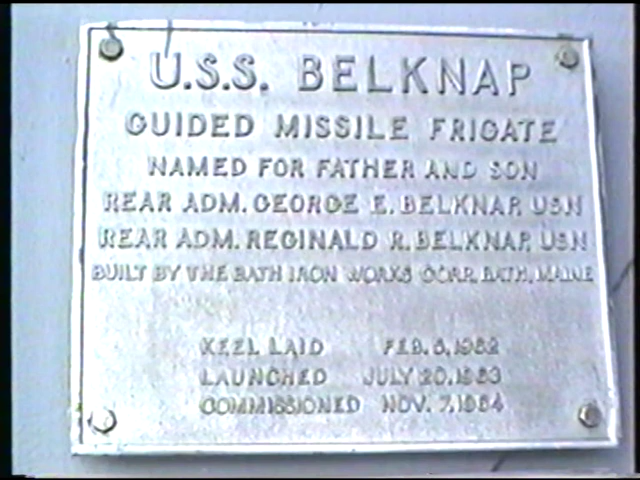 U.S.S. BELKNAP
GUIDED MISSILE FRIGATE
NAMED FOR FATHER AND SON
REAR ADM. GEORGE E. BELKNAP, USN
REAR ADM. REGINALD R. BELKNAP, USN
BUILT BY THE BATH IRON WORKS CORP. BATH, MAINE
KEEL LAID FEB. 5, 1962
LAUNCHED JULY 20, 1963
COMMISSIONED NOV. 7, 1964